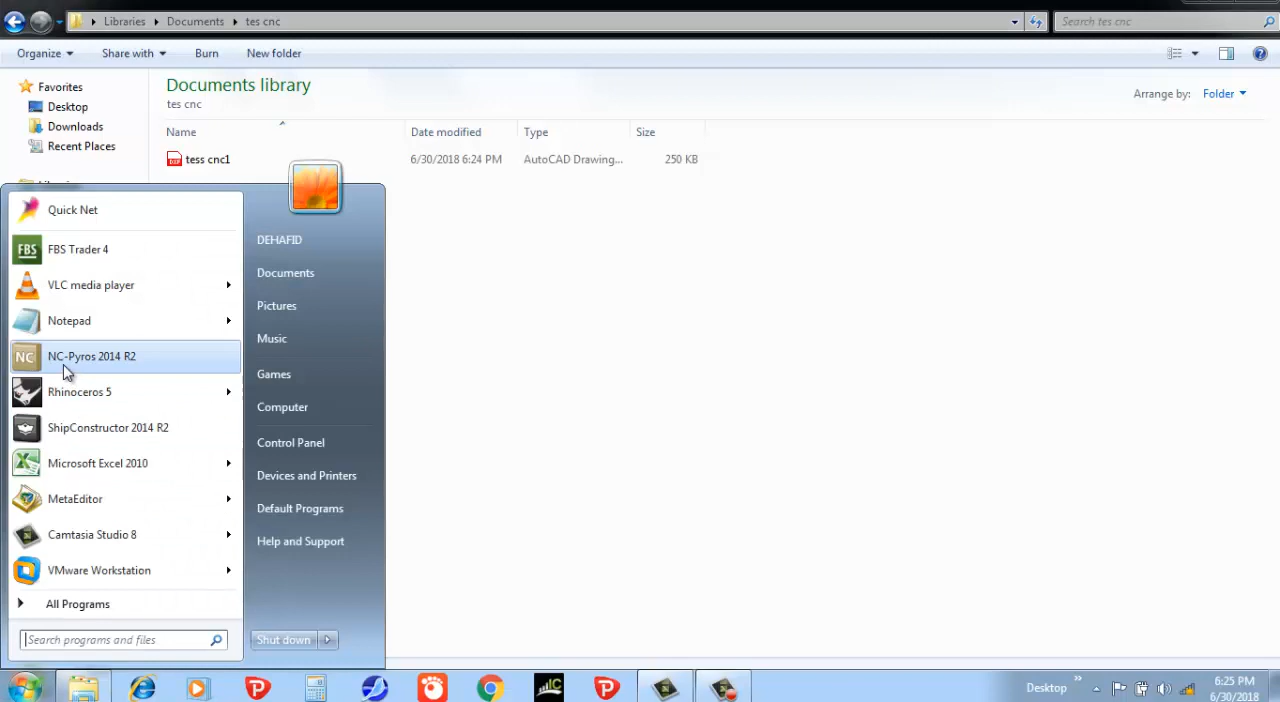 Libraries Documents tes cnc Search tes cnc
Organize Share with Burn New folder
Favorites
Desktop
Downloads
Recent Places
Documents library
tes cnc
Arrange by: Folder
Name Date modified Type Size
DXF tess cnc1 6/30/2018 6:24 PM AutoCAD Drawing... 250 KB
Quick Net
FBS FBS Trader 4
VLC media player
Notepad
NC NC-Pyros 2014 R2
Rhinoceros 5
ShipConstructor 2014 R2
Microsoft Excel 2010
MetaEditor
Camtasia Studio 8
VMware Workstation
All Programs
Search programs and files
DEHAFID
Documents
Pictures
Music
Games
Computer
Control Panel
Devices and Printers
Default Programs
Help and Support
Shut down
Desktop
6:25 PM
6/30/2018